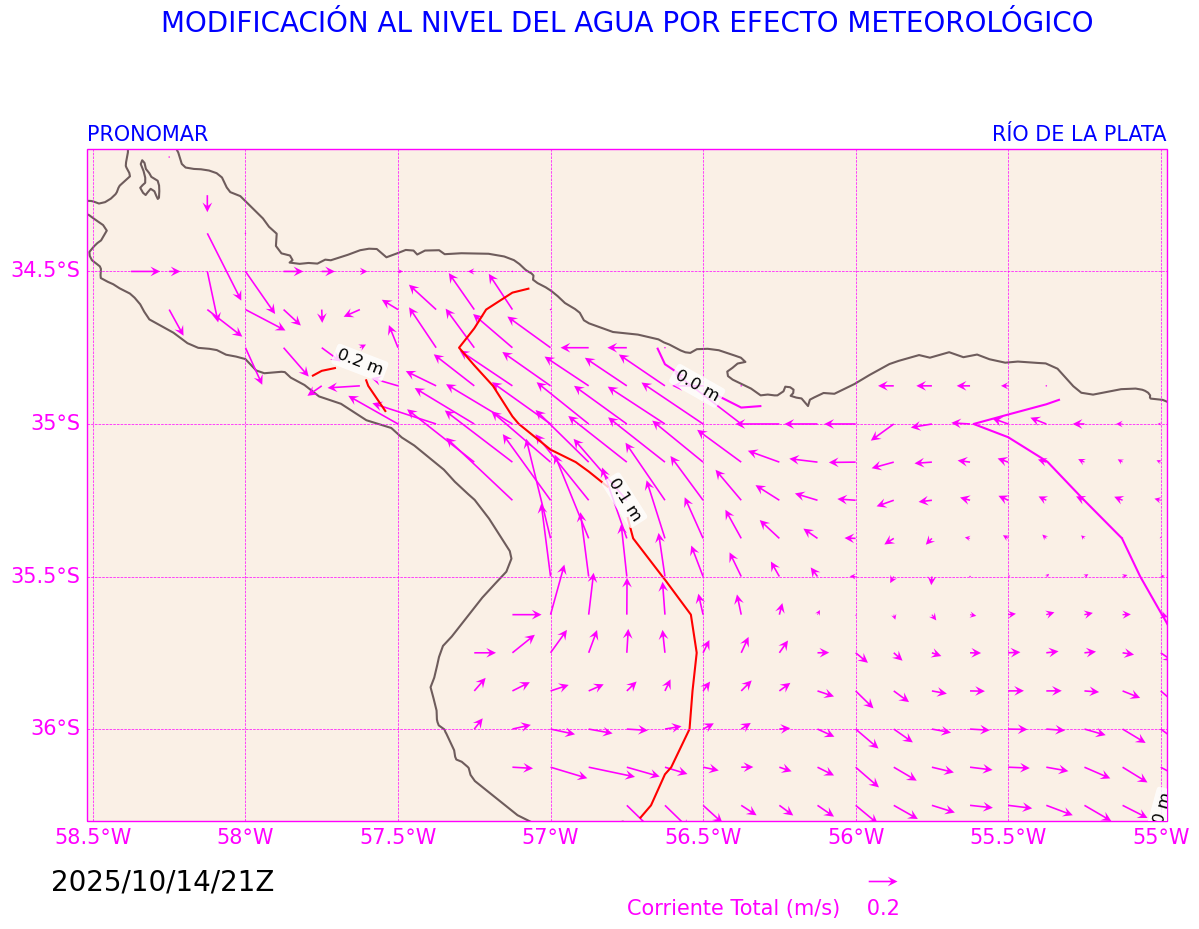 MODIFICACIÓN AL NIVEL DEL AGUA POR EFECTO METEOROLÓGICO
PRONOMAR
RÍO DE LA PLATA
34.5°S
0.2 m
0.0 m
35°S
0.1 m
35.5°S
36°S
0 m
58.5°W
58°W
57.5°W
57°W
56.5°W
56°W
55.5°W
55°W
2025/10/14/21Z
Corriente Total (m/s)
0.2